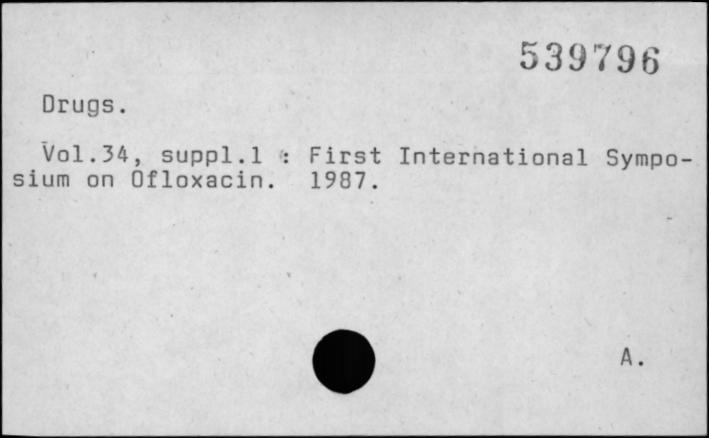 539796
Drugs.
Vol.34, suppl.1 : First International Sympo-
sium on Ofloxacin. 1987.
A.